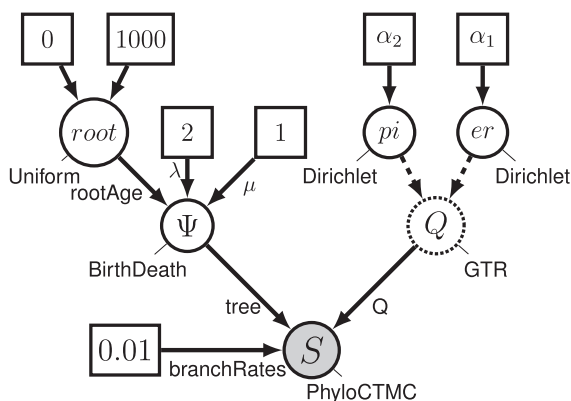 0
1000
α₂
α₁
root
2
1
pi
er
Uniform
rootAge
λ
μ
Dirichlet
Dirichlet
Ψ
Q
BirthDeath
GTR
tree
Q
0.01
branchRates
S
PhyloCTMC